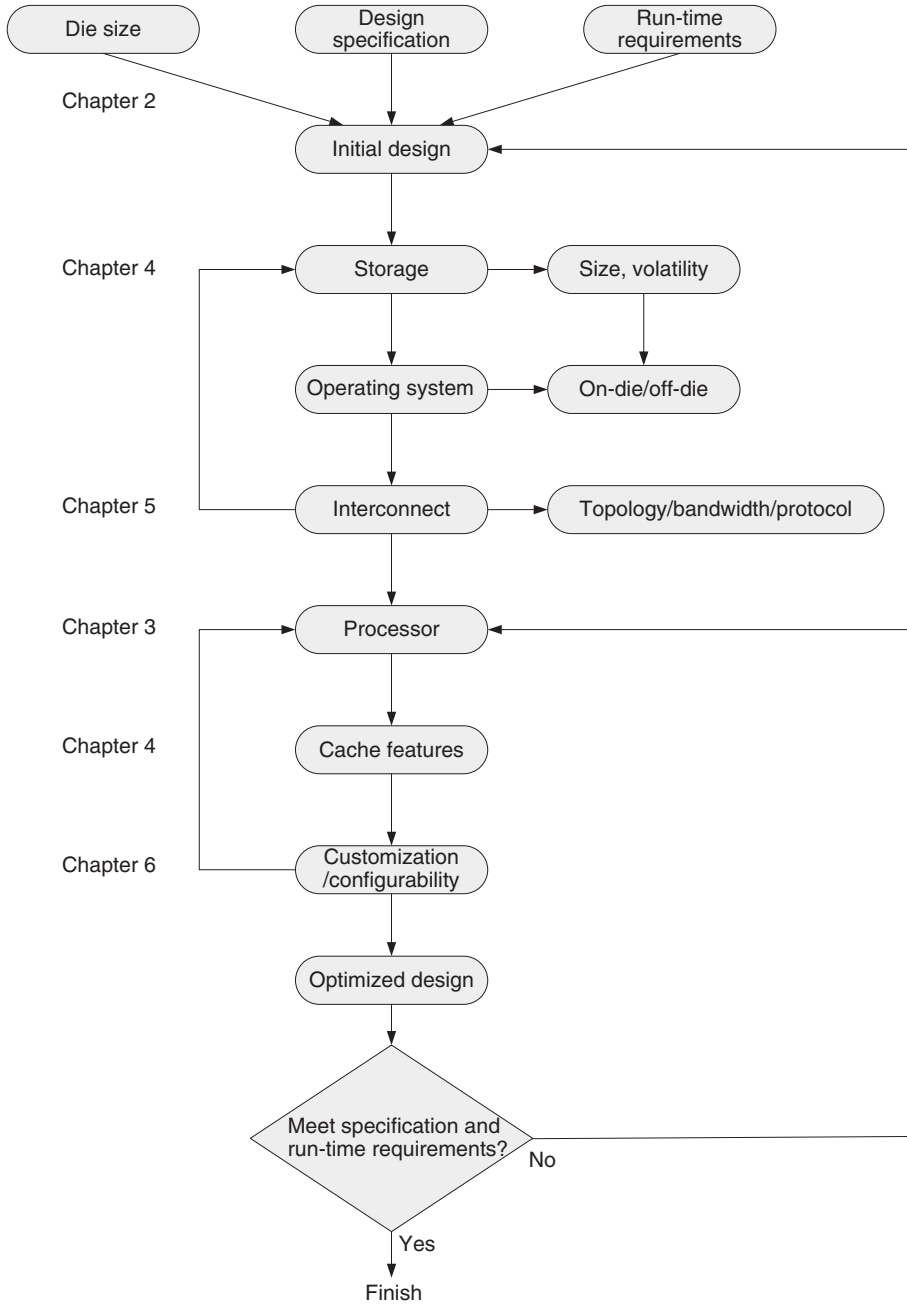 Die size
Design
specification
Run-time
requirements
Chapter 2
Initial design
Chapter 4
Storage
Size, volatility
Operating system
On-die/off-die
Chapter 5
Interconnect
Topology/bandwidth/protocol
Chapter 3
Processor
Chapter 4
Cache features
Chapter 6
Customization
/configurability
Optimized design
Meet specification and
run-time requirements?
No
Yes
Finish